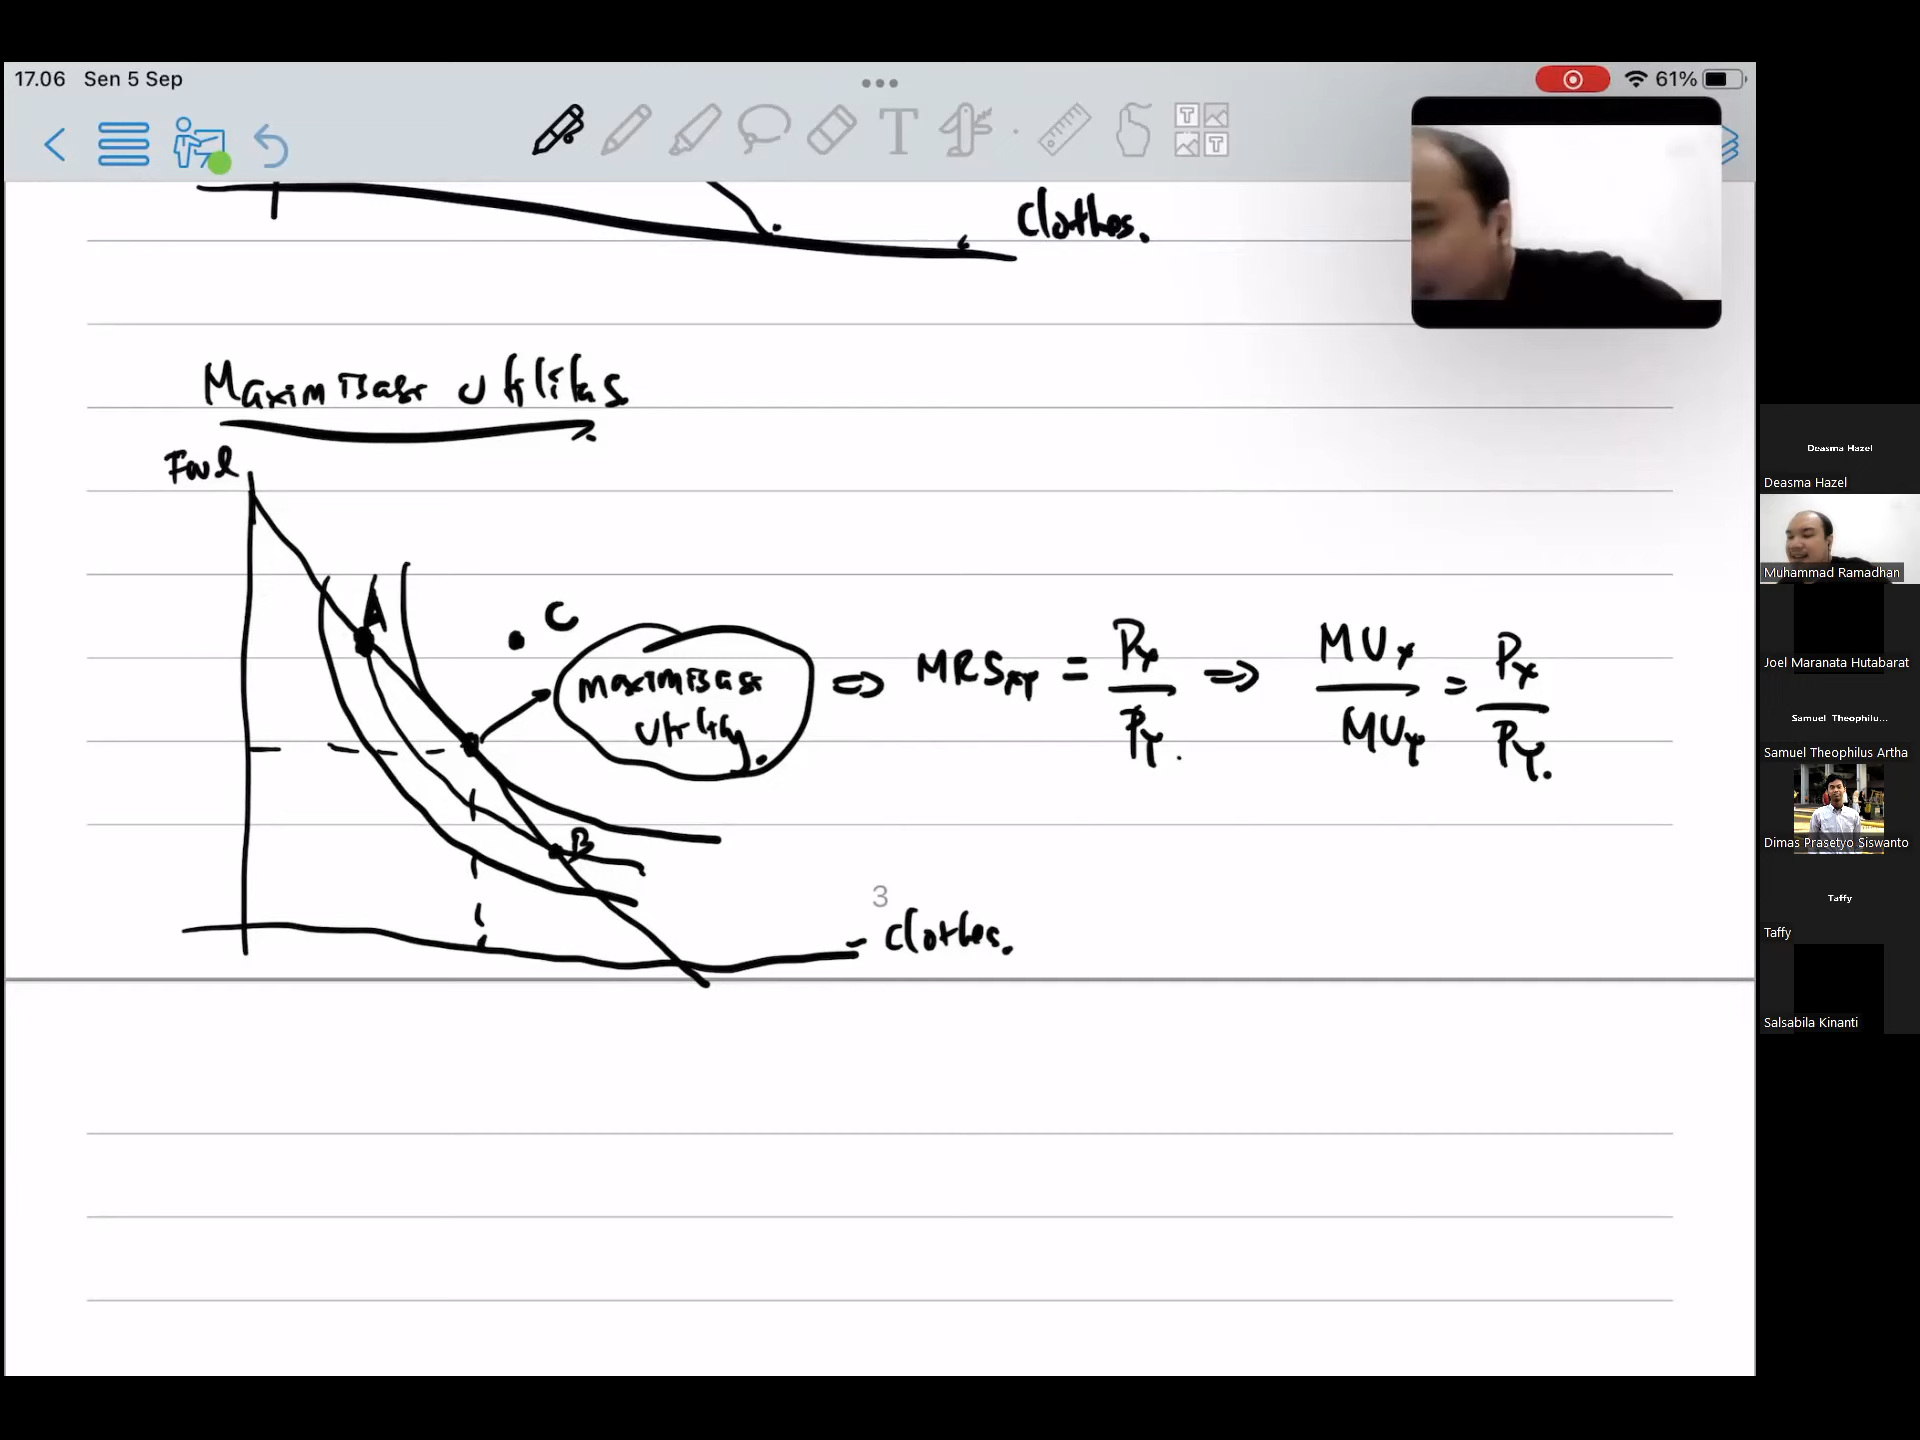 17.06 Sen 5 Sep
61%
Clothes.
Maximisasi utilitas
Food
A
C
maximisasi utility.
⇒ MRSxy = Px / Py. ⇒ MUx / MUy = Px / Py.
B
3
Clothes.
Deasma Hazel
Deasma Hazel
Muhammad Ramadhan
Joel Maranata Hutabarat
Samuel Theophilu...
Samuel Theophilus Artha
Dimas Prasetyo Siswanto
Taffy
Taffy
Salsabila Kinanti